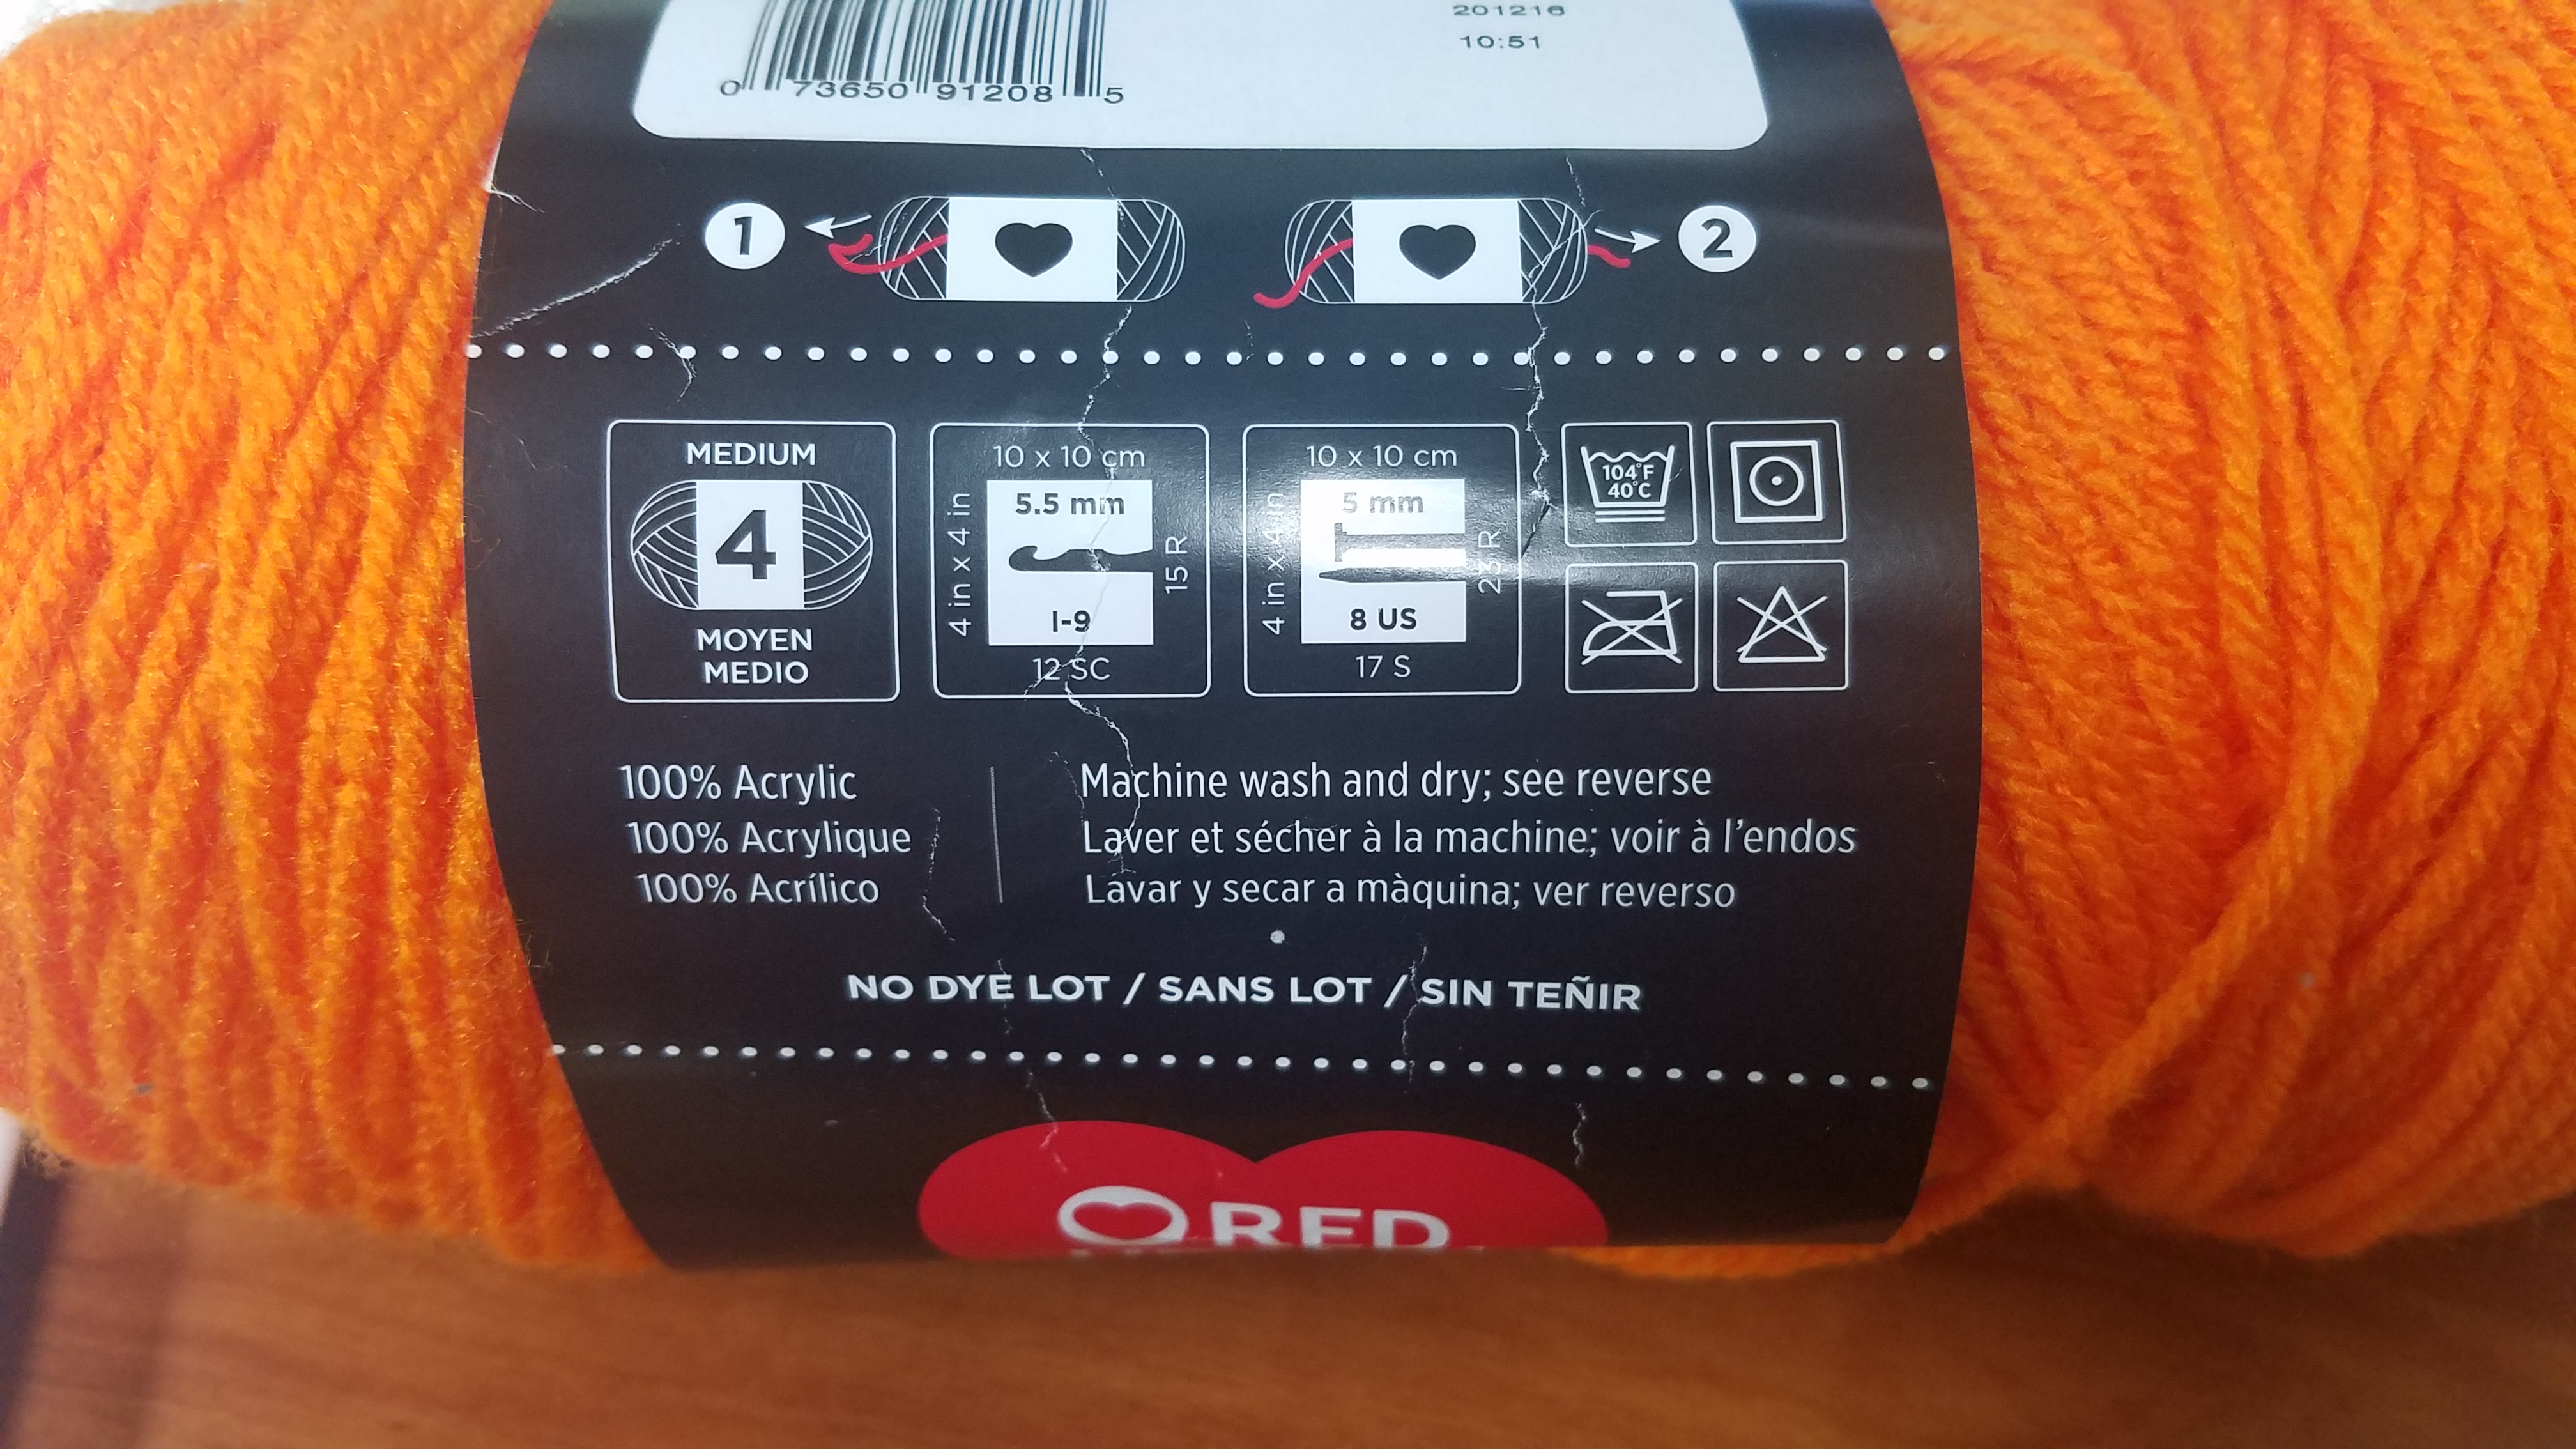 201216
10:51
0 73650 91208 5
1
2
MEDIUM
4
MOYEN
MEDIO
10 x 10 cm
4 in x 4 in
5.5 mm
I-9
15 R
12 SC
10 x 10 cm
4 in x 4 in
5 mm
8 US
23 R
17 S
104°F
40°C
100% Acrylic
100% Acrylique
100% Acrílico
Machine wash and dry; see reverse
Laver et sécher à la machine; voir à l'endos
Lavar y secar a màquina; ver reverso
NO DYE LOT / SANS LOT / SIN TEÑIR
RED